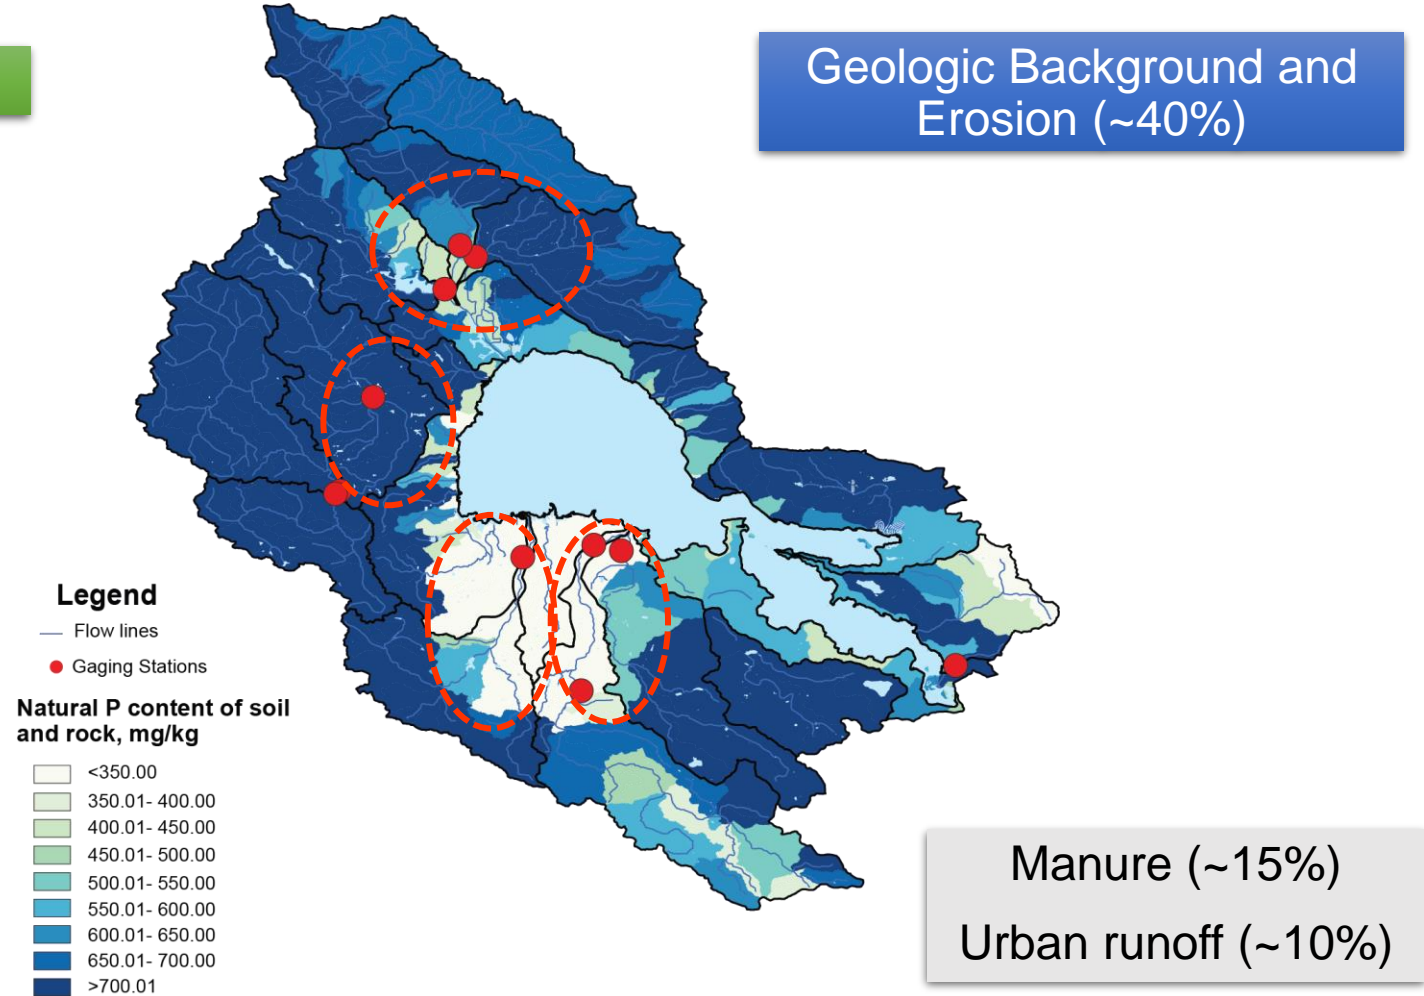 Geologic Background and
Erosion (~40%)
Legend
Flow lines
Gaging Stations
Natural P content of soil
and rock, mg/kg
<350.00
350.01- 400.00
400.01- 450.00
450.01- 500.00
500.01- 550.00
550.01- 600.00
600.01- 650.00
650.01- 700.00
>700.01
Manure (~15%)
Urban runoff (~10%)